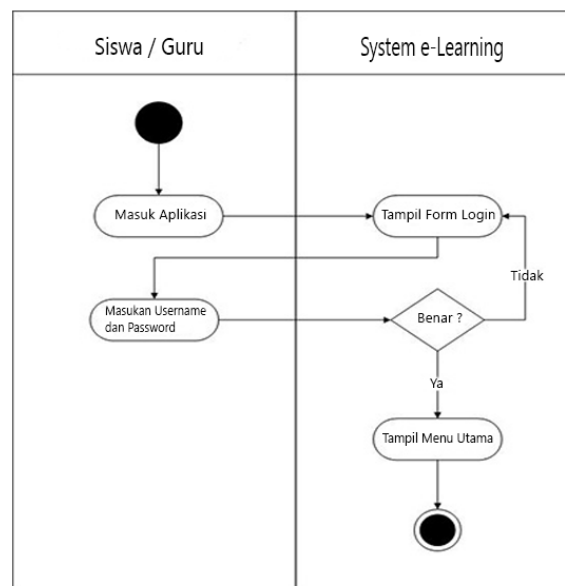 Siswa / Guru
System e-Learning
Masuk Aplikasi
Tampil Form Login
Tidak
Masukan Username
dan Password
Benar ?
Ya
Tampil Menu Utama